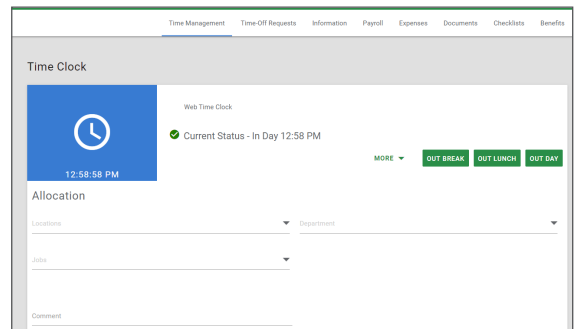 Time Management Time-Off Requests Information Payroll Expenses Documents Checklists Benefits
Time Clock
Web Time Clock
Current Status - In Day 12:58 PM
MORE OUT BREAK OUT LUNCH OUT DAY
12:58:58 PM
Allocation
Locations Department
Jobs
Comment